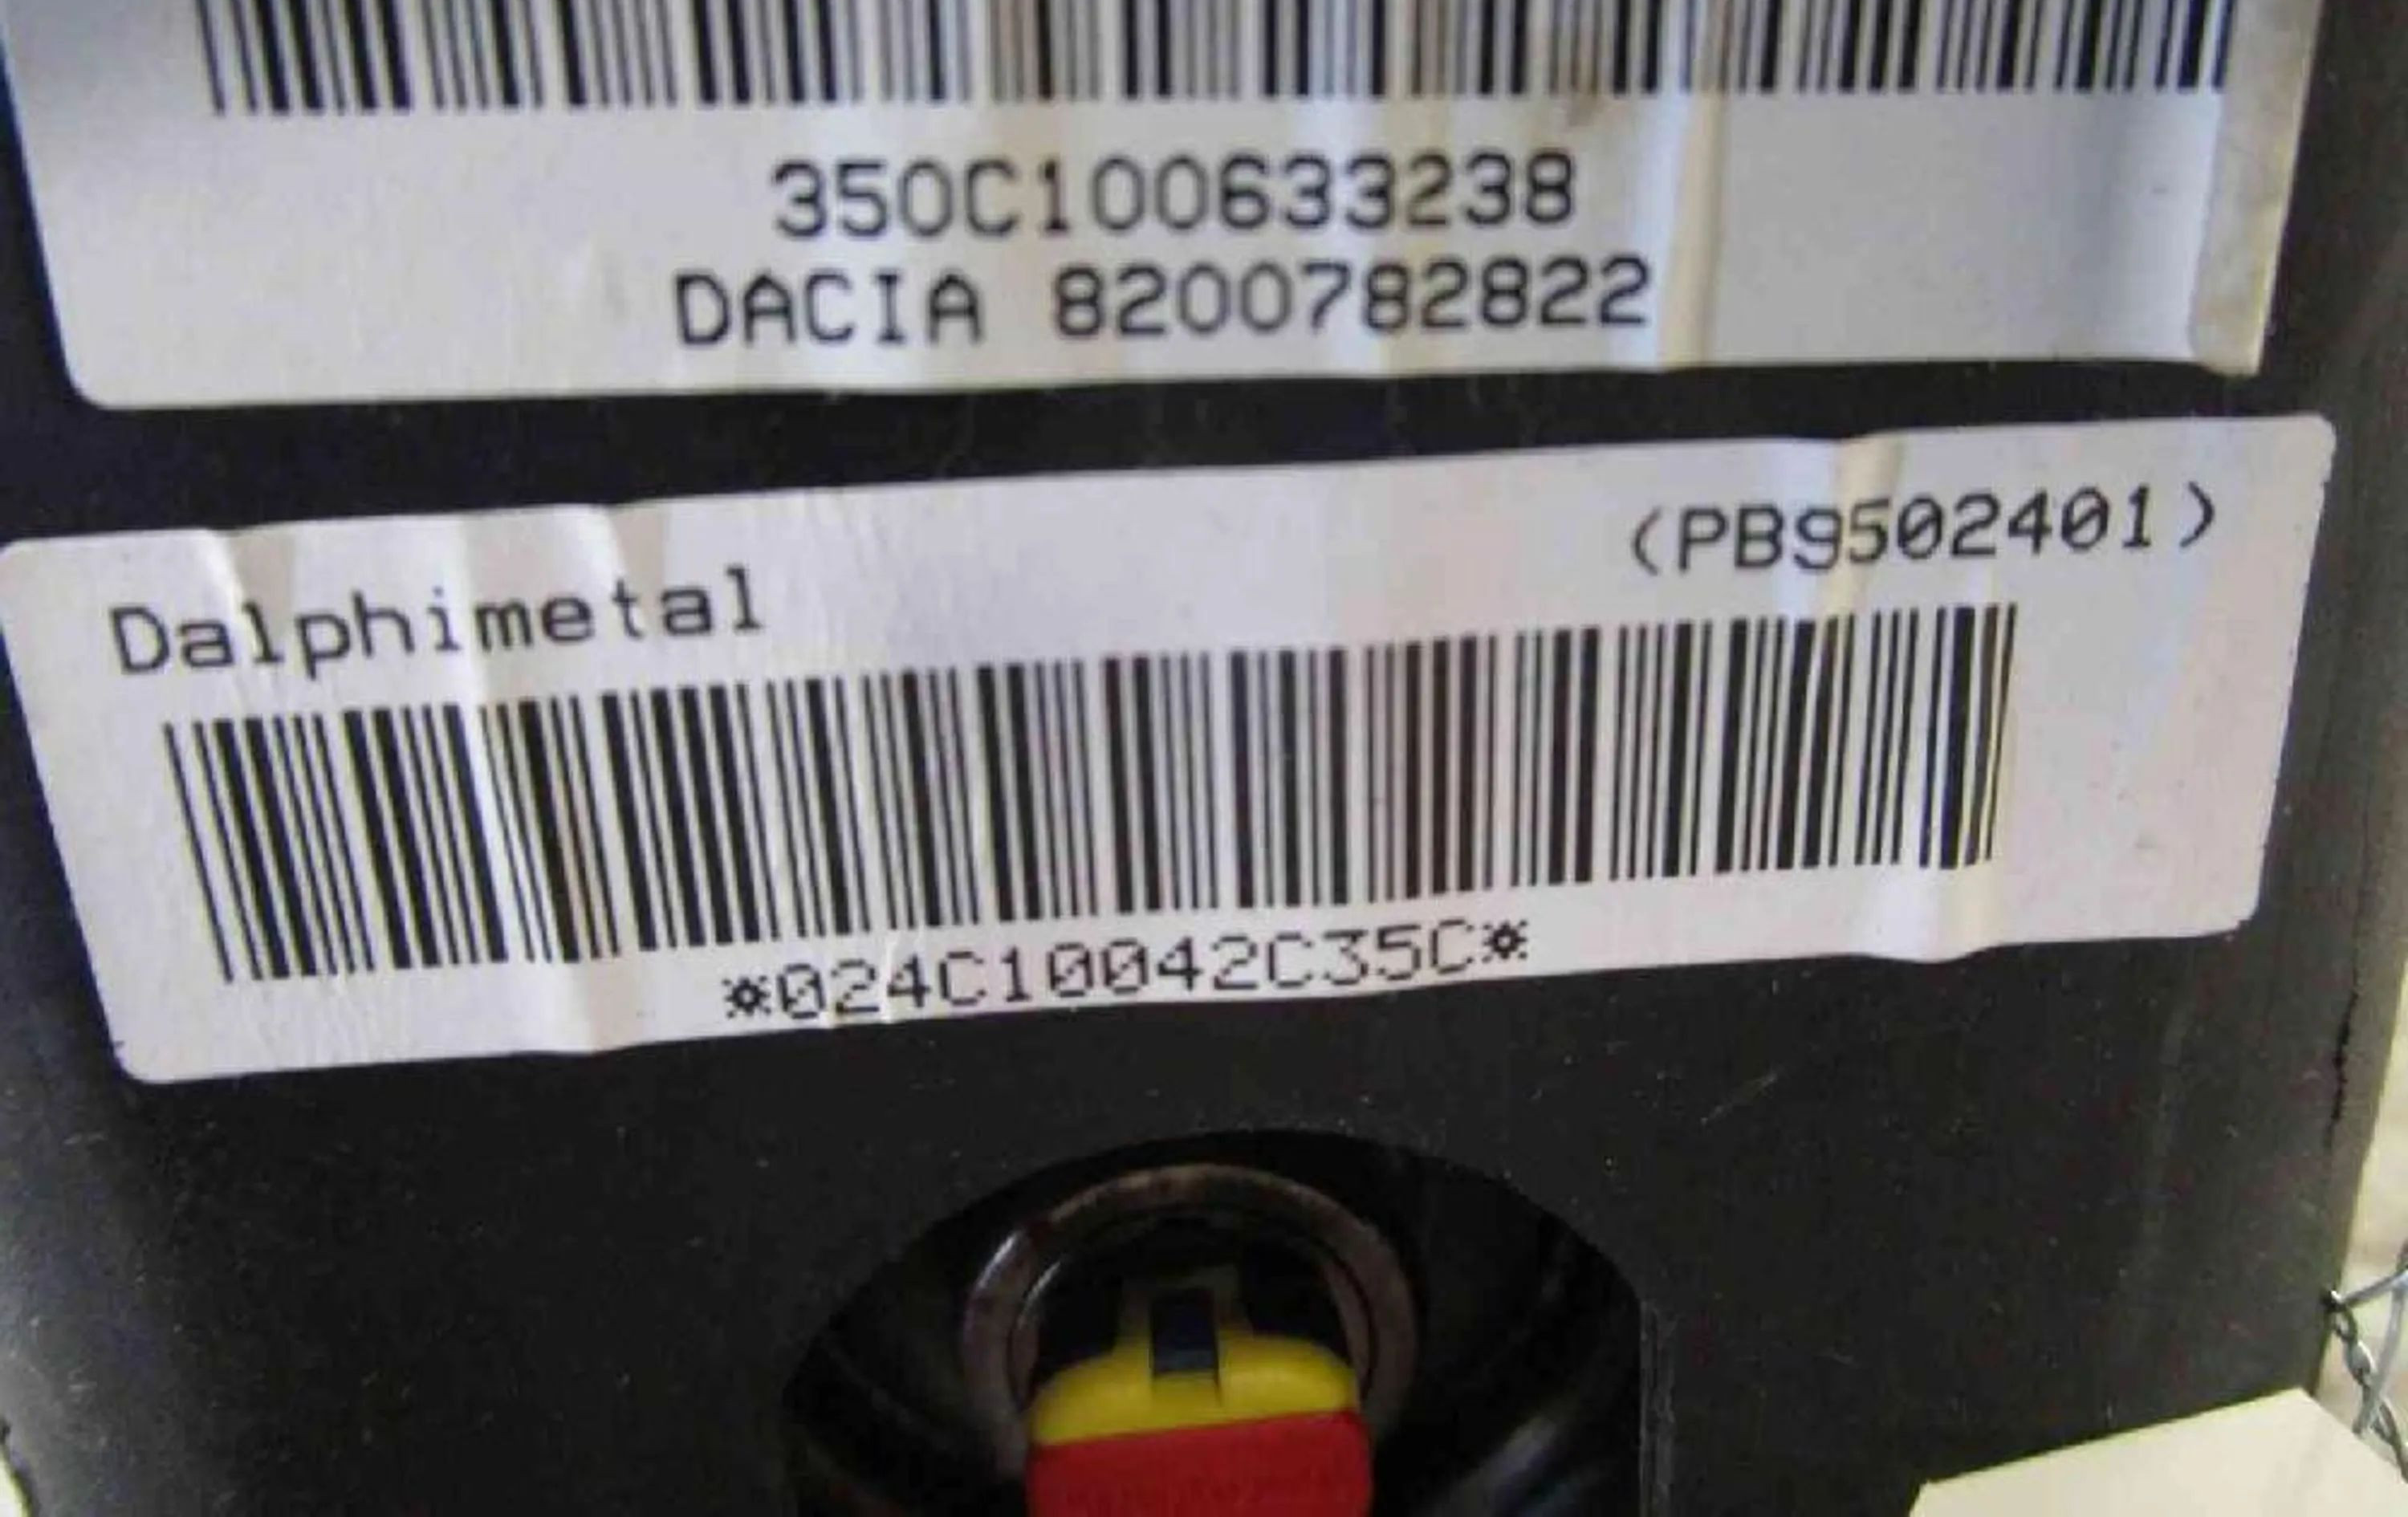 350C100633238
DACIA 8200782822
(PB9502401)
Dalphimetal
*024C10042C35C*